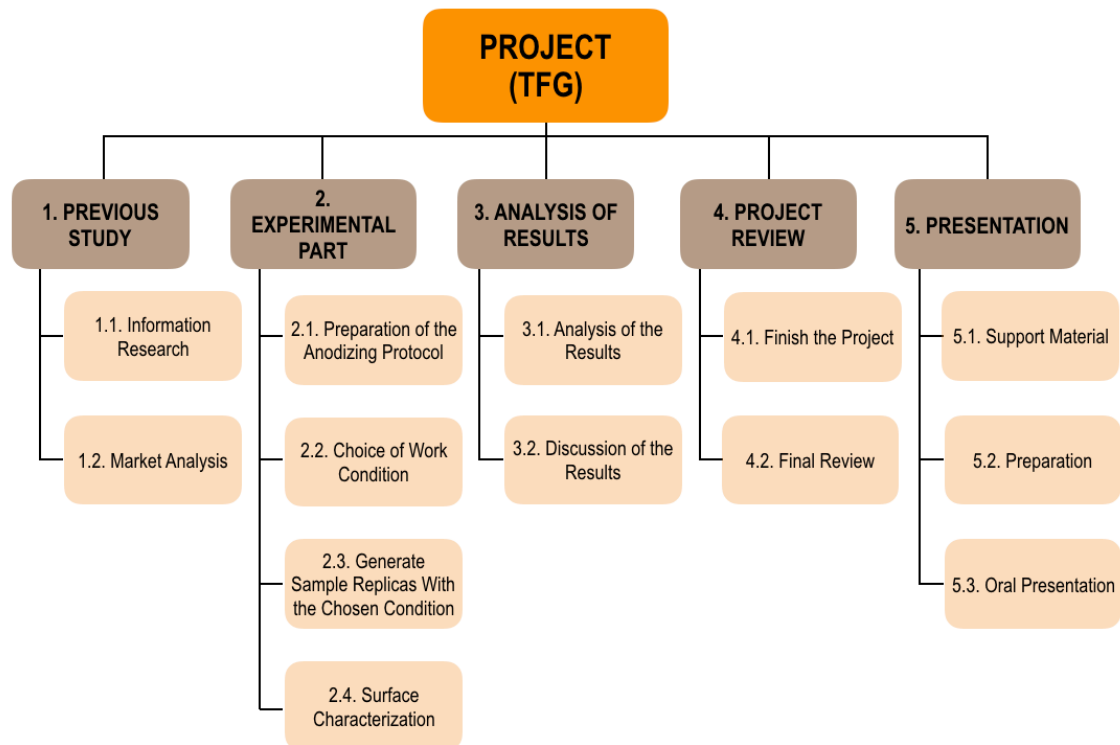 PROJECT
(TFG)
1. PREVIOUS
STUDY
1.1. Information
Research
1.2. Market Analysis
2.
EXPERIMENTAL
PART
2.1. Preparation of the
Anodizing Protocol
2.2. Choice of Work
Condition
2.3. Generate
Sample Replicas With
the Chosen Condition
2.4. Surface
Characterization
3. ANALYSIS OF
RESULTS
3.1. Analysis of the
Results
3.2. Discussion of the
Results
4. PROJECT
REVIEW
4.1. Finish the Project
4.2. Final Review
5. PRESENTATION
5.1. Support Material
5.2. Preparation
5.3. Oral Presentation